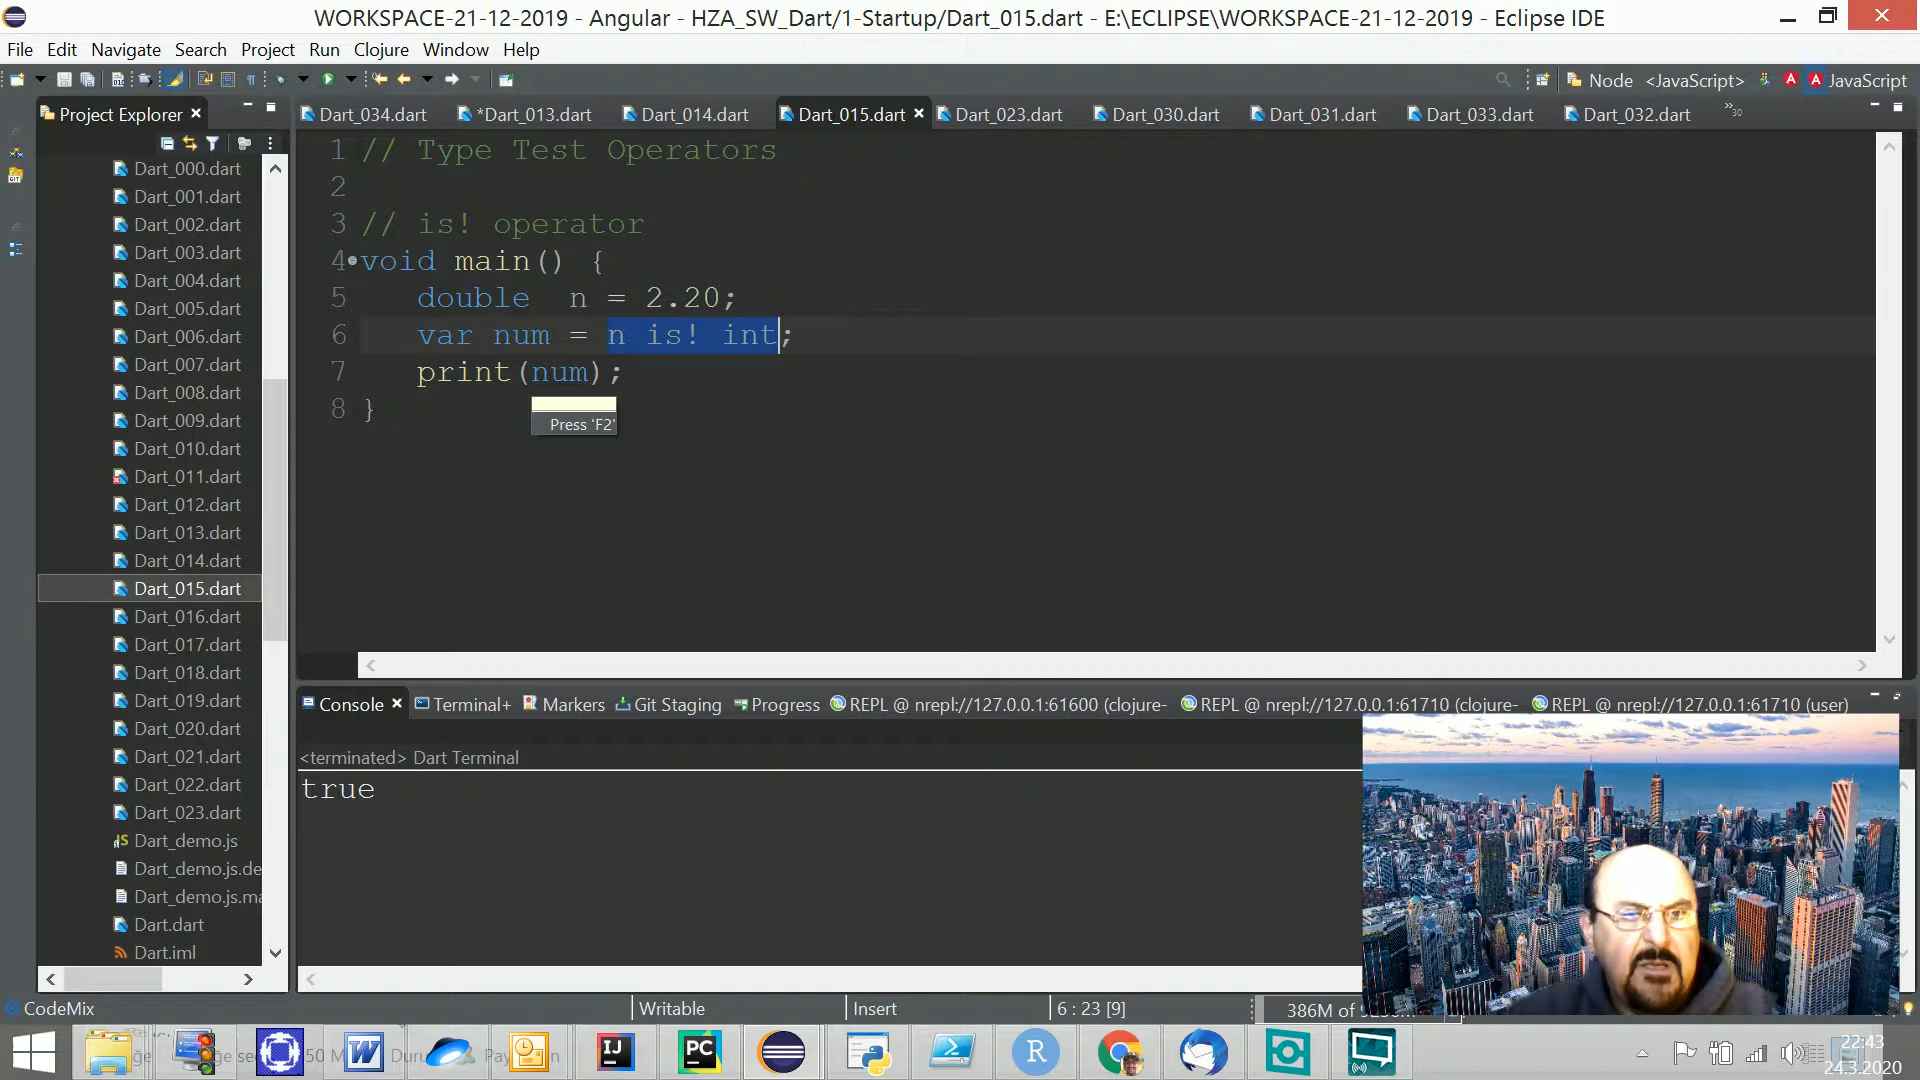 WORKSPACE-21-12-2019 - Angular - HZA_SW_Dart/1-Startup/Dart_015.dart - E:\ECLIPSE\WORKSPACE-21-12-2019 - Eclipse IDE
File Edit Navigate Search Project Run Clojure Window Help
Node <JavaScript> JavaScript
Project Explorer
Dart_034.dart *Dart_013.dart Dart_014.dart Dart_015.dart Dart_023.dart Dart_030.dart Dart_031.dart Dart_033.dart Dart_032.dart 30
Dart_000.dart
Dart_001.dart
Dart_002.dart
Dart_003.dart
Dart_004.dart
Dart_005.dart
Dart_006.dart
Dart_007.dart
Dart_008.dart
Dart_009.dart
Dart_010.dart
Dart_011.dart
Dart_012.dart
Dart_013.dart
Dart_014.dart
Dart_015.dart
Dart_016.dart
Dart_017.dart
Dart_018.dart
Dart_019.dart
Dart_020.dart
Dart_021.dart
Dart_022.dart
Dart_023.dart
Dart_demo.js
Dart_demo.js.de
Dart_demo.js.ma
Dart.dart
Dart.iml
1 // Type Test Operators
2
3 // is! operator
4 void main() {
5 double n = 2.20;
6 var num = n is! int;
7 print(num);
8 }
Press 'F2'
Console Terminal+ Markers Git Staging Progress REPL @ nrepl://127.0.0.1:61600 (clojure- REPL @ nrepl://127.0.0.1:61710 (clojure- REPL @ nrepl://127.0.0.1:61710 (user)
<terminated> Dart Terminal
true
CodeMix Writable Insert 6 : 23 [9] 386M of
22:43
24.3.2020